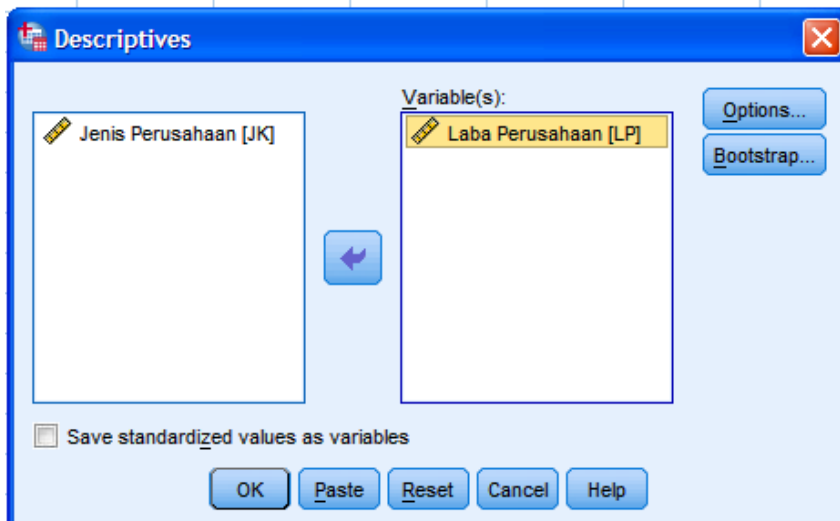 Descriptives
Variable(s):
Jenis Perusahaan [JK]
Laba Perusahaan [LP]
Options...
Bootstrap...
Save standardized values as variables
OK Paste Reset Cancel Help